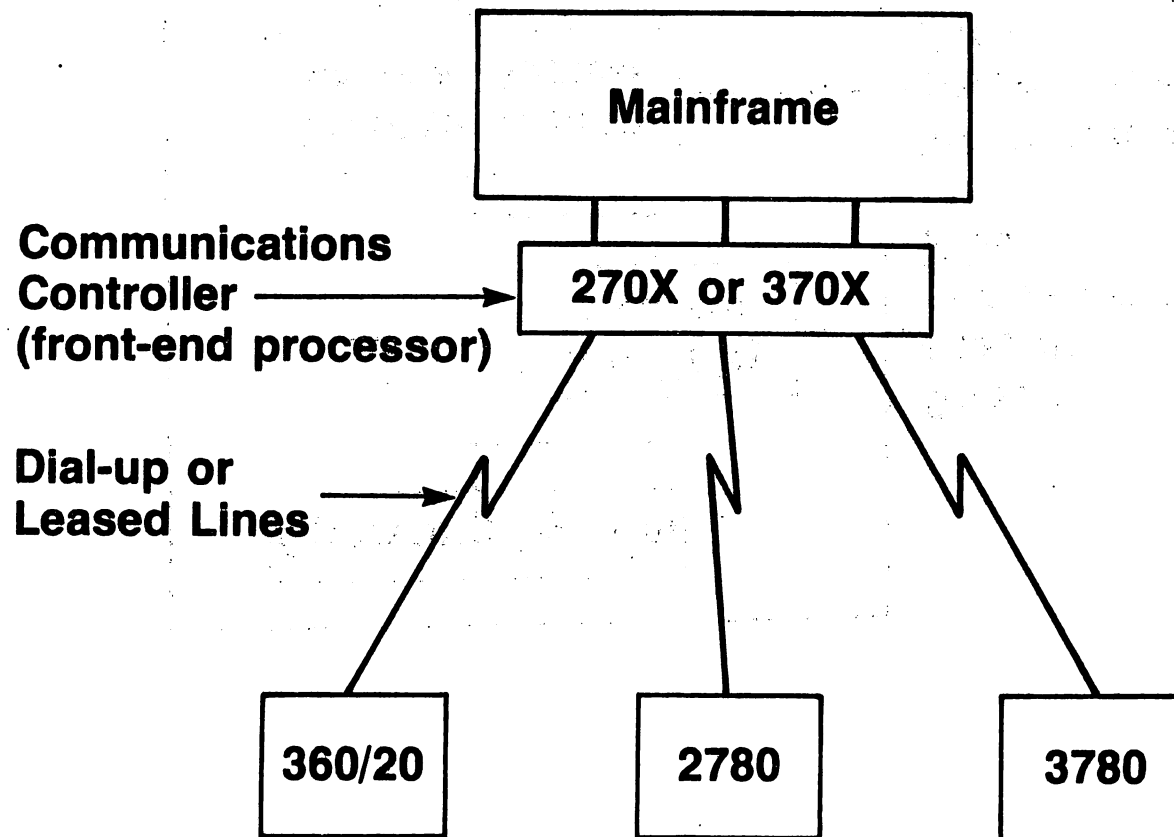 Mainframe
Communications
Controller
(front-end processor)
270X or 370X
Dial-up or
Leased Lines
360/20
2780
3780